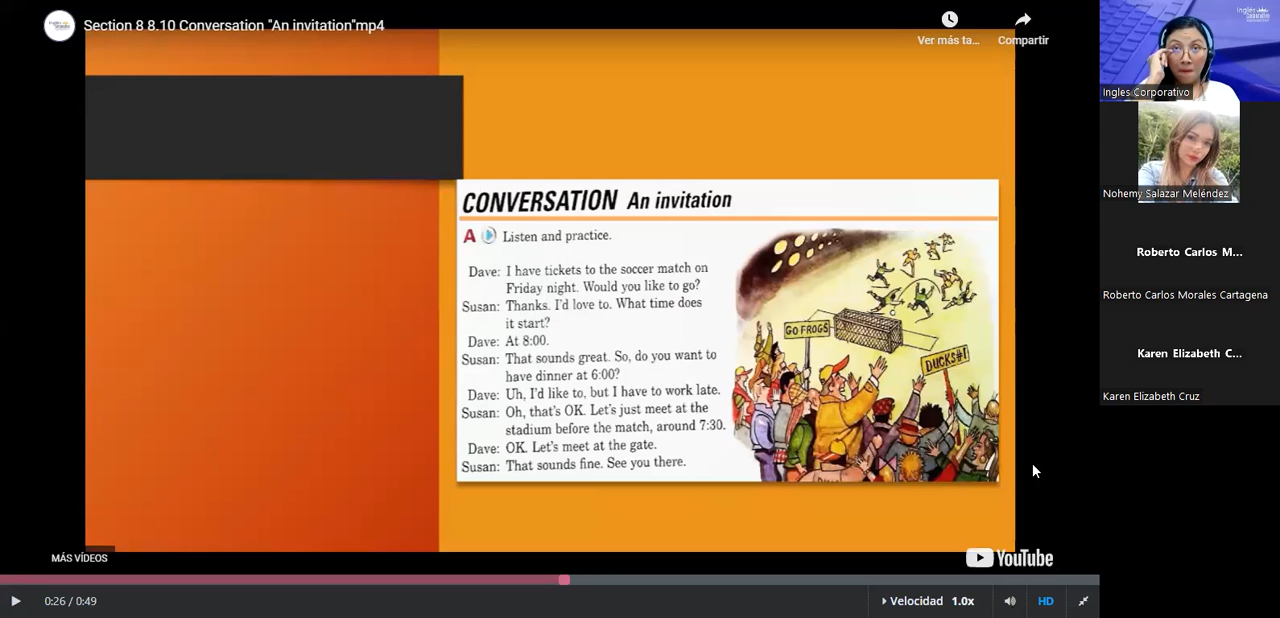 Section 8 8.10 Conversation "An invitation"mp4
Ver más ta...
Compartir
CONVERSATION An invitation
A Listen and practice.
Dave: I have tickets to the soccer match on
Friday night. Would you like to go?
Susan: Thanks. I'd love to. What time does
it start?
Dave: At 8:00.
Susan: That sounds great. So, do you want to
have dinner at 6:00?
Dave: Uh, I'd like to, but I have to work late.
Susan: Oh, that's OK. Let's just meet at the
stadium before the match, around 7:30.
Dave: OK. Let's meet at the gate.
Susan: That sounds fine. See you there.
GO FROGS
DUCKS#1
MÁS VÍDEOS
YouTube
0:26 / 0:49
Velocidad 1.0x
HD
Ingles Corporativo
Nohemy Salazar Meléndez
Roberto Carlos M...
Roberto Carlos Morales Cartagena
Karen Elizabeth C...
Karen Elizabeth Cruz